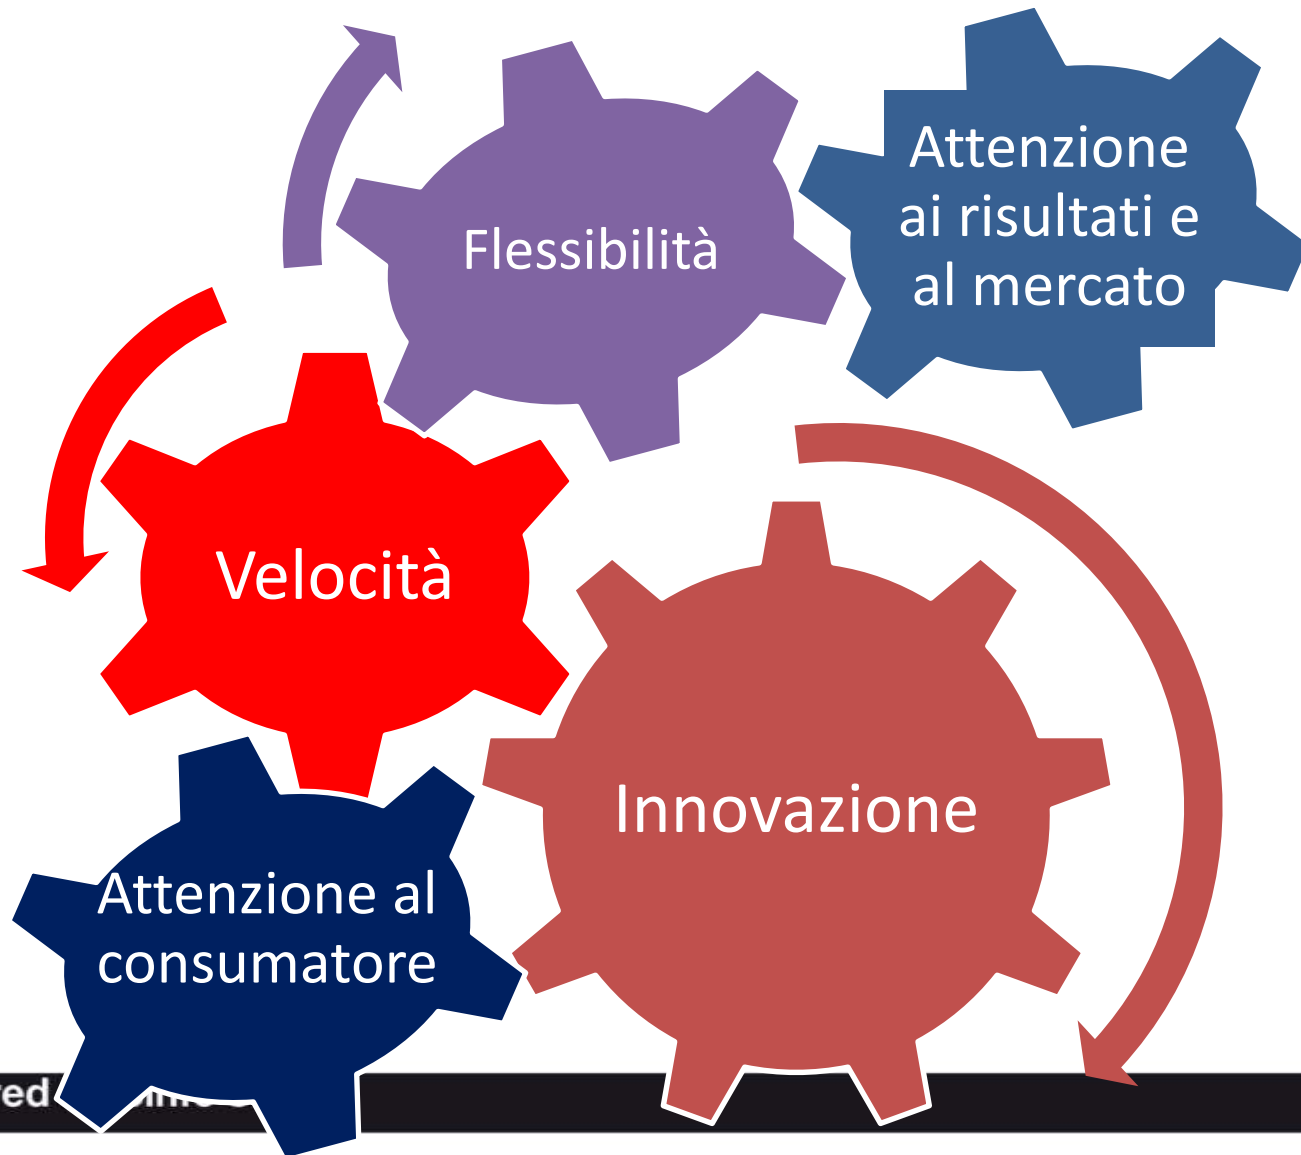 Attenzione
ai risultati e
al mercato
Flessibilità
Velocità
Innovazione
Attenzione al
consumatore